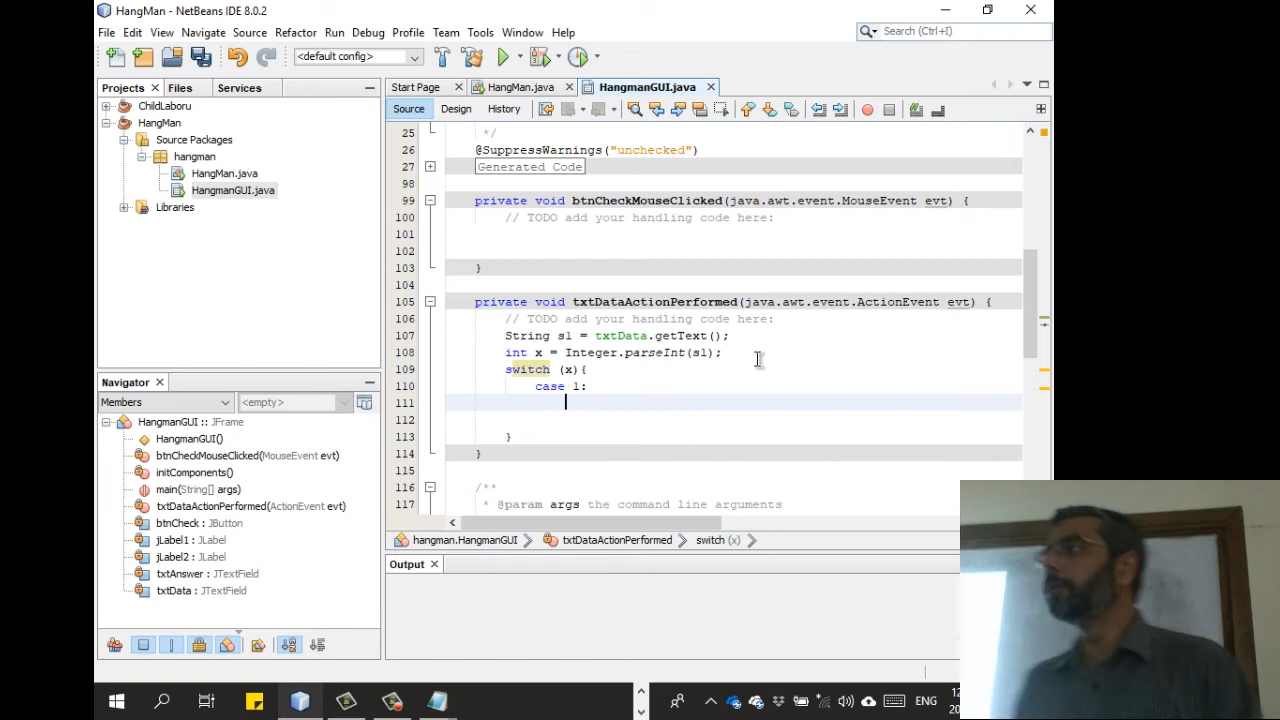 HangMan - NetBeans IDE 8.0.2
File Edit View Navigate Source Refactor Run Debug Profile Team Tools Window Help
Search (Ctrl+I)
<default config>
Projects Files Services
ChildLaboru
HangMan
Source Packages
hangman
HangMan.java
HangmanGUI.java
Libraries
Start Page HangMan.java HangmanGUI.java
Source Design History
25 */
26 @SuppressWarnings("unchecked")
27 Generated Code
98
99 private void btnCheckMouseClicked(java.awt.event.MouseEvent evt) {
100 // TODO add your handling code here:
101
102
103 }
104
105 private void txtDataActionPerformed(java.awt.event.ActionEvent evt) {
106 // TODO add your handling code here:
107 String s1 = txtData.getText();
108 int x = Integer.parseInt(s1);
109 switch (x){
110 case 1:
111
112
113 }
114 }
115
116 /**
117 * @param args the command line arguments
hangman.HangmanGUI txtDataActionPerformed switch (x)
Navigator
Members <empty>
HangmanGUI :: JFrame
HangmanGUI()
btnCheckMouseClicked(MouseEvent evt)
initComponents()
main(String[] args)
txtDataActionPerformed(ActionEvent evt)
btnCheck : JButton
jLabel1 : JLabel
jLabel2 : JLabel
txtAnswer : JTextField
txtData : JTextField
Output
ENG